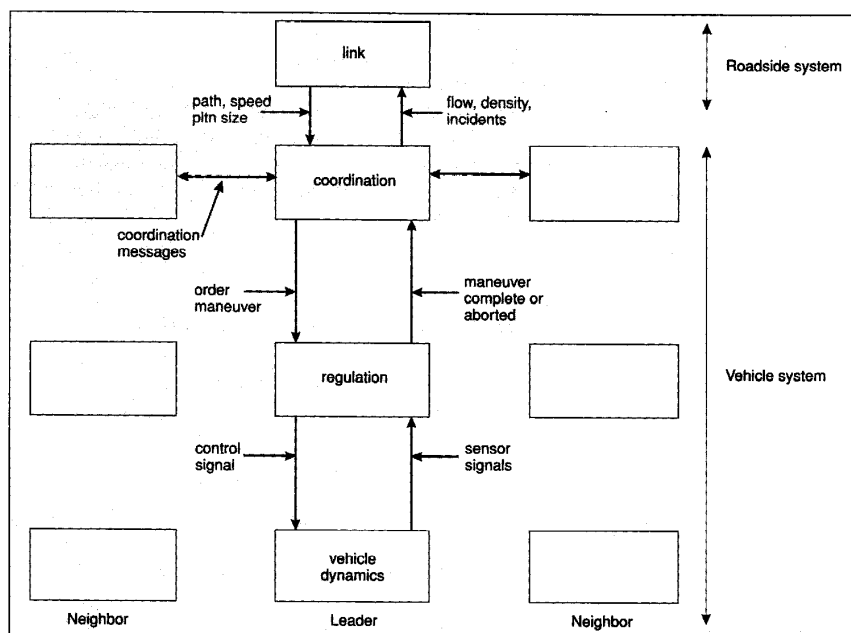 link
Roadside system
path, speed
pltn size
flow, density,
incidents
coordination
coordination
messages
order
maneuver
maneuver
complete or
aborted
regulation
Vehicle system
control
signal
sensor
signals
vehicle
dynamics
Neighbor
Leader
Neighbor